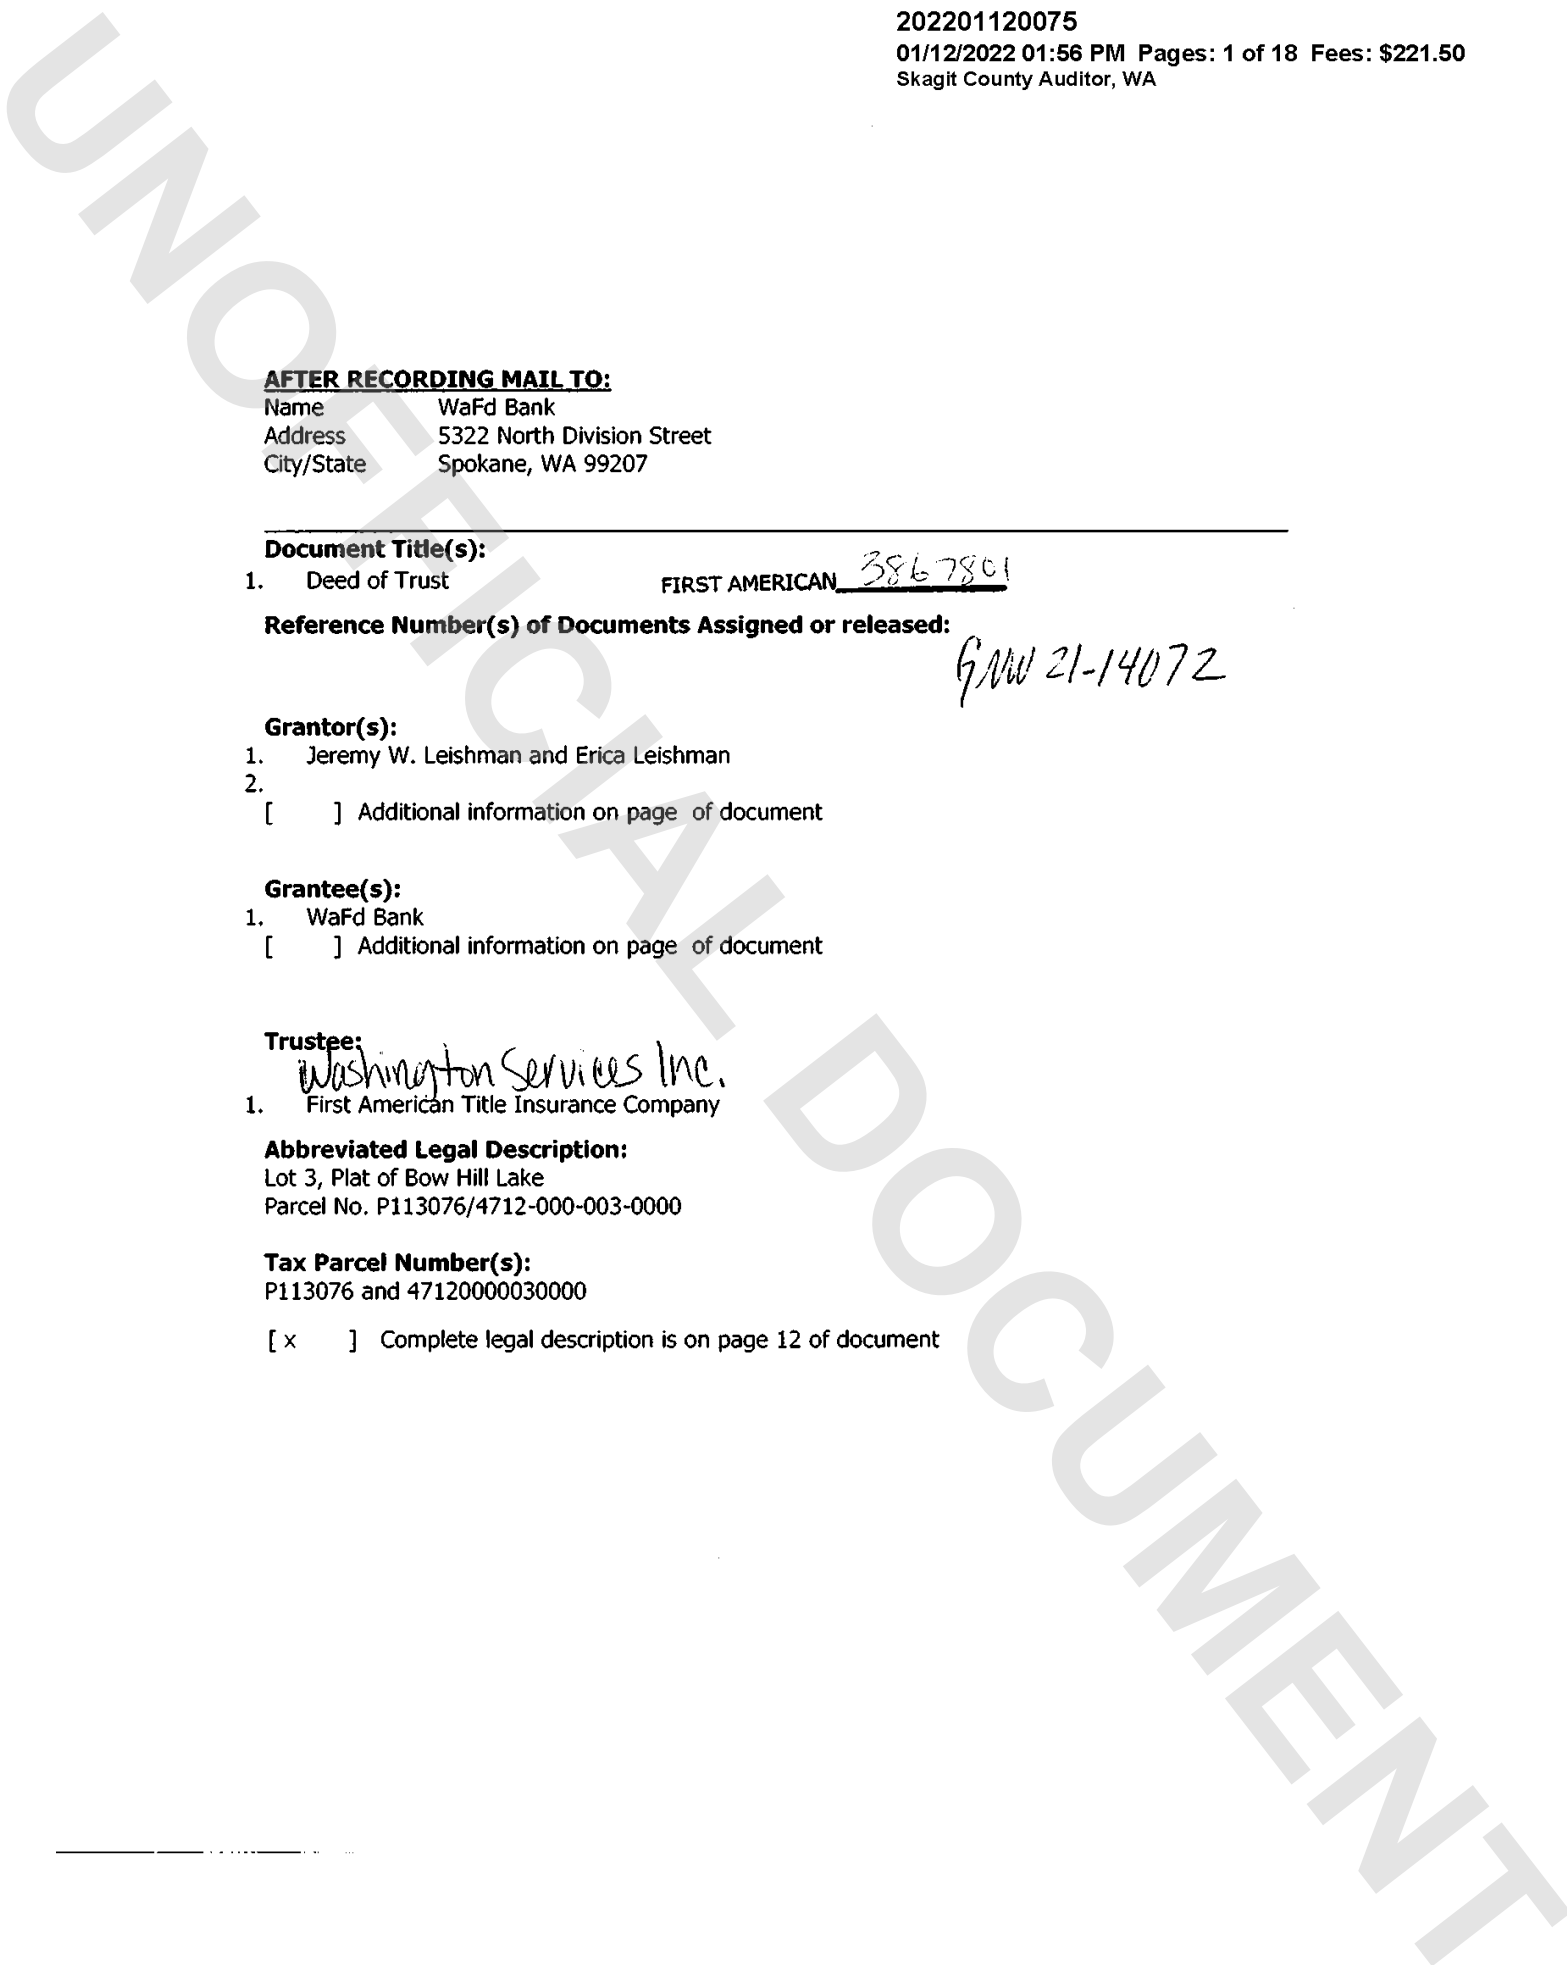 202201120075
01/12/2022 01:56 PM Pages: 1 of 18 Fees: $221.50
Skagit County Auditor, WA
AFTER RECORDING MAIL TO:
Name WaFd Bank
Address 5322 North Division Street
City/State Spokane, WA 99207
Document Title(s):
1. Deed of Trust FIRST AMERICAN 3867801
Reference Number(s) of Documents Assigned or released:
GNW 21-14072
Grantor(s):
1. Jeremy W. Leishman and Erica Leishman
2.
[ ] Additional information on page of document
Grantee(s):
1. WaFd Bank
[ ] Additional information on page of document
Trustee:
Washington Services Inc.
1. First American Title Insurance Company
Abbreviated Legal Description:
Lot 3, Plat of Bow Hill Lake
Parcel No. P113076/4712-000-003-0000
Tax Parcel Number(s):
P113076 and 47120000030000
[ x ] Complete legal description is on page 12 of document
UNOFFICIAL DOCUMENT